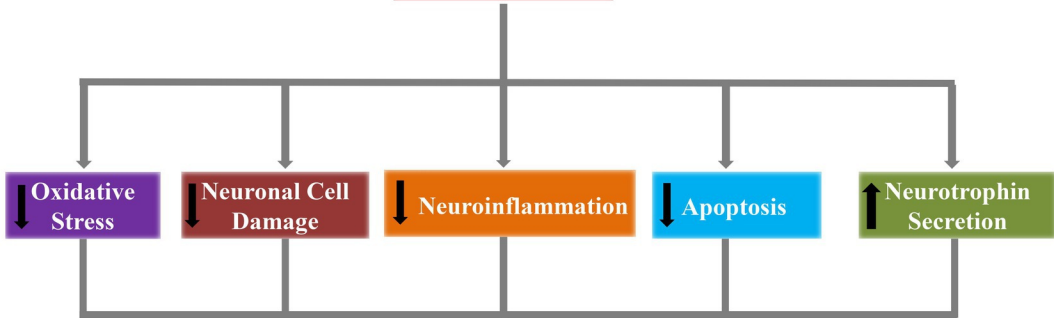 Oxidative
Stress
Neuronal Cell
Damage
Neuroinflammation
Apoptosis
Neurotrophin
Secretion